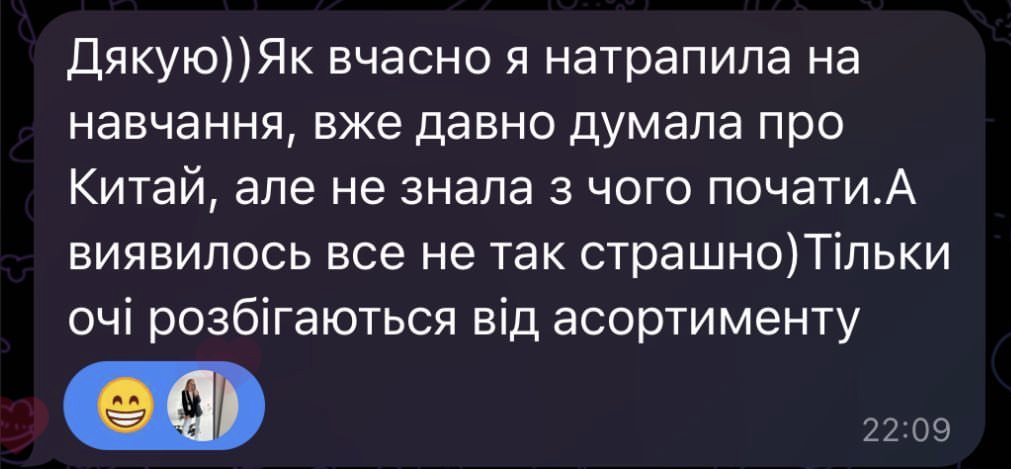 Дякую))Як вчасно я натрапила на
навчання, вже давно думала про
Китай, але не знала з чого почати.А
виявилось все не так страшно)Тільки
очі розбігаються від асортименту
22:09